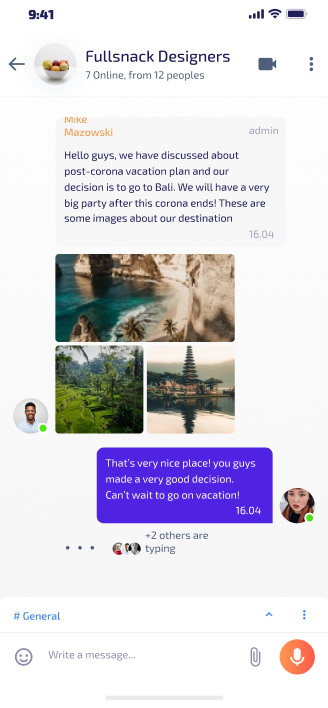 9:41
Fullsnack Designers
7 Online, from 12 peoples
Mike
Mazowski
admin
Hello guys, we have discussed about
post-corona vacation plan and our
decision is to go to Bali. We will have a very
big party after this corona ends! These are
some images about our destination
16.04
That's very nice place! you guys
made a very good decision.
Can't wait to go on vacation!
16.04
+2 others are
typing
# General
Write a message...